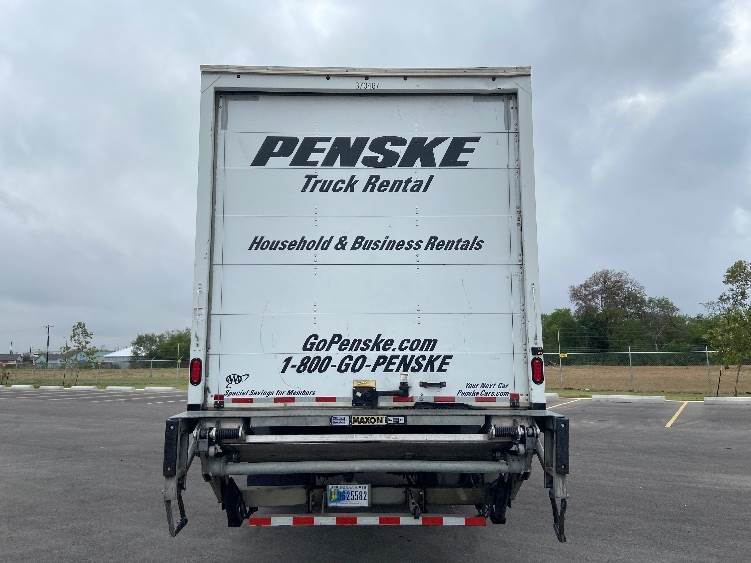 PENSKE
Truck Rental
Household & Business Rentals
GoPenske.com
1-800-GO-PENSKE
AAA
Special Savings for Members
Your Next Car
PenskeCars.com
MAXON